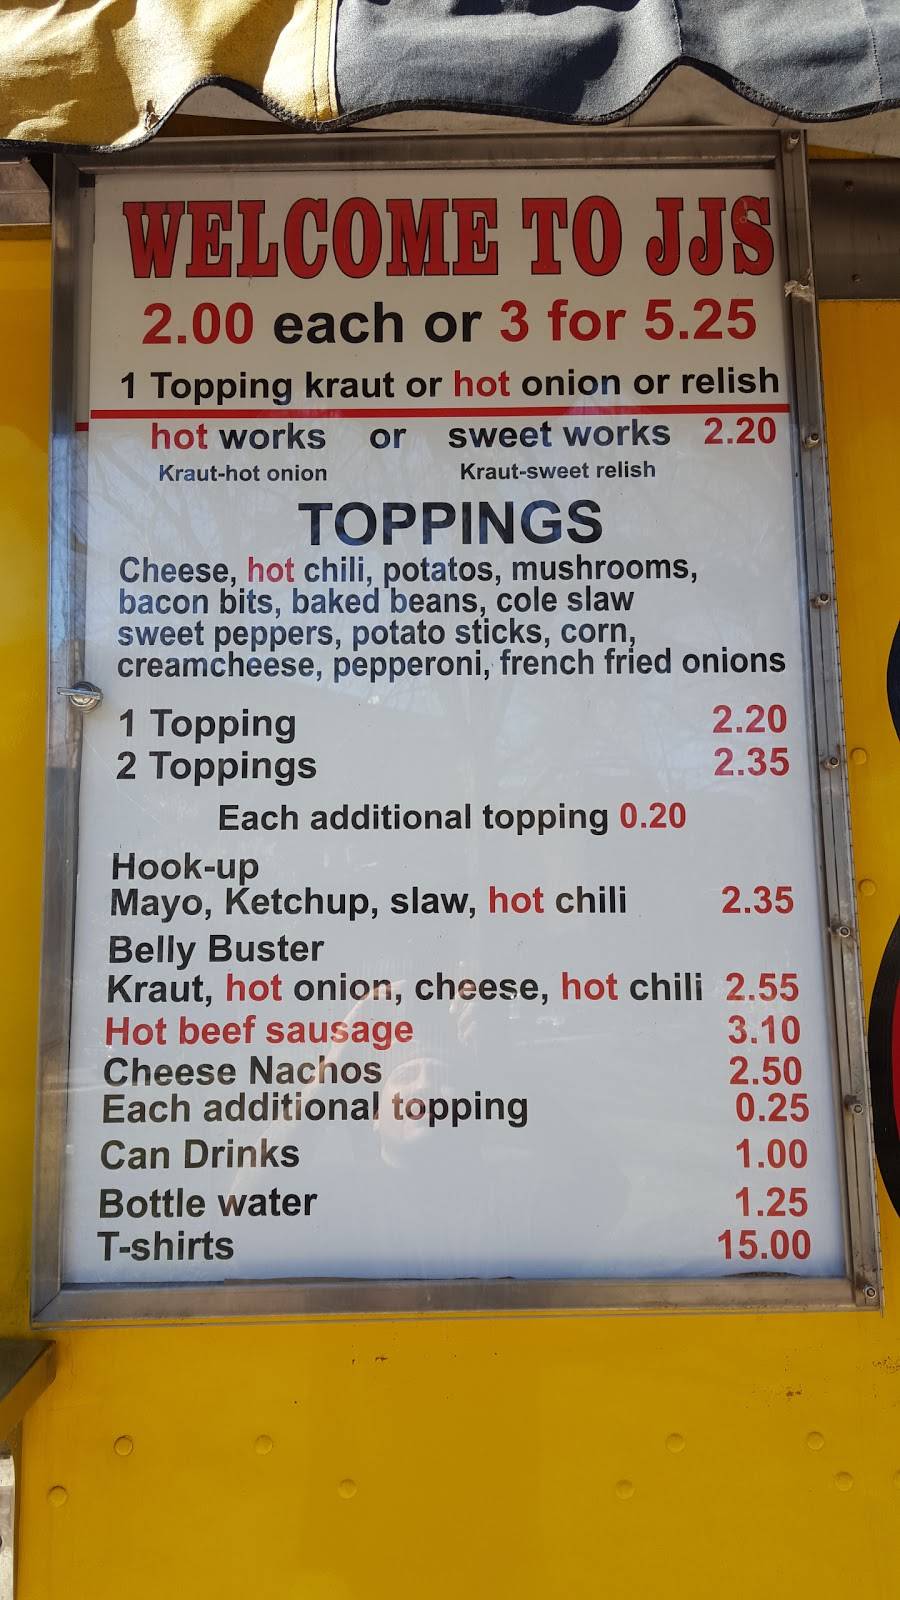 WELCOME TO JJS
2.00 each or 3 for 5.25
1 Topping kraut or hot onion or relish
hot works or sweet works 2.20
Kraut-hot onion Kraut-sweet relish
TOPPINGS
Cheese, hot chili, potatos, mushrooms,
bacon bits, baked beans, cole slaw
sweet peppers, potato sticks, corn,
creamcheese, pepperoni, french fried onions
1 Topping 2.20
2 Toppings 2.35
Each additional topping 0.20
Hook-up
Mayo, Ketchup, slaw, hot chili 2.35
Belly Buster
Kraut, hot onion, cheese, hot chili 2.55
Hot beef sausage 3.10
Cheese Nachos 2.50
Each additional topping 0.25
Can Drinks 1.00
Bottle water 1.25
T-shirts 15.00